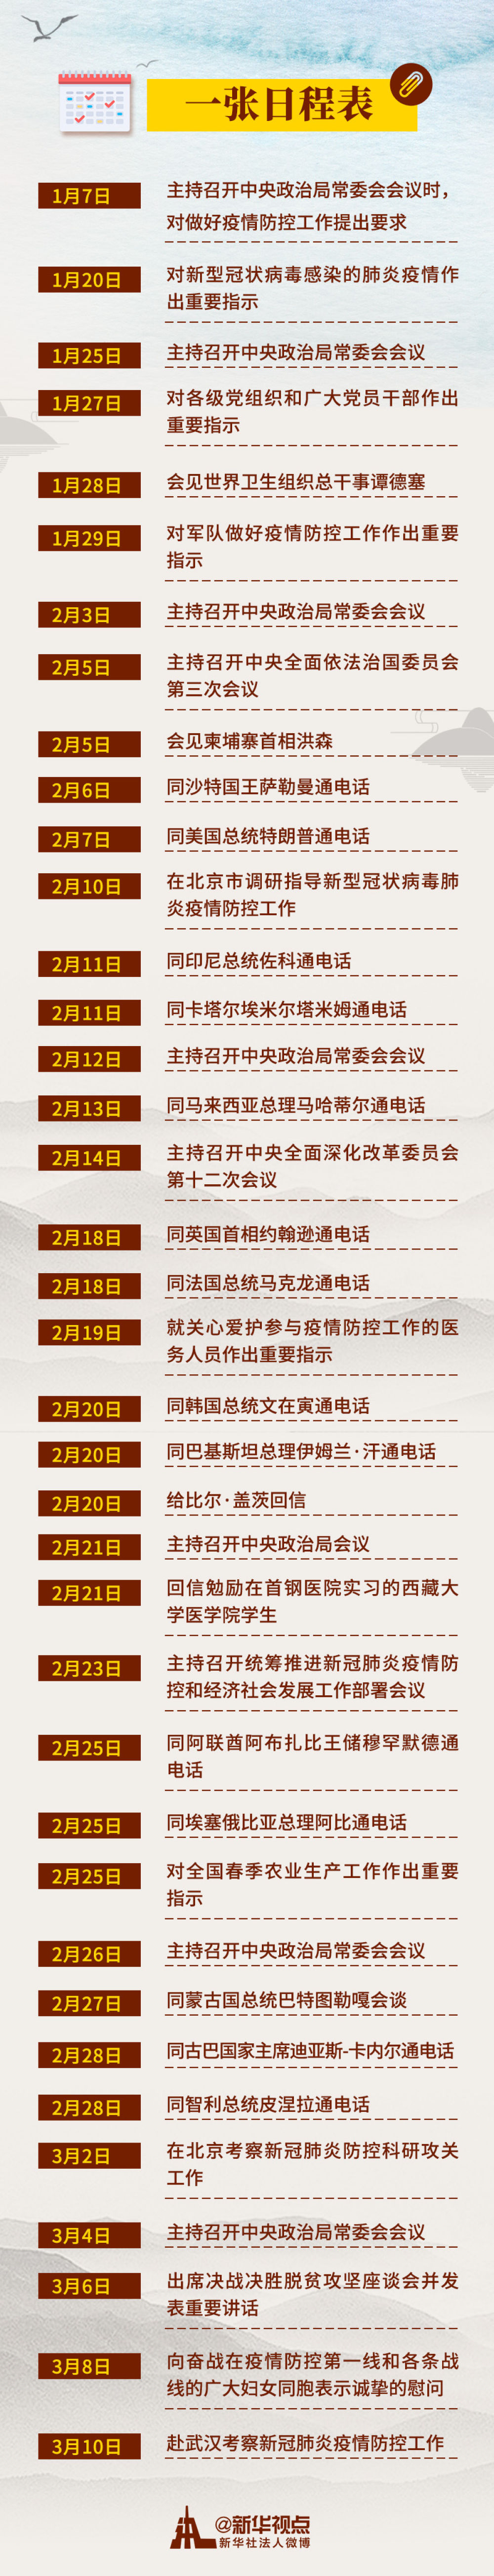 一张日程表
1月7日
主持召开中央政治局常委会会议时，
对做好疫情防控工作提出要求
1月20日
对新型冠状病毒感染的肺炎疫情作
出重要指示
1月25日
主持召开中央政治局常委会会议
1月27日
对各级党组织和广大党员干部作出
重要指示
1月28日
会见世界卫生组织总干事谭德塞
1月29日
对军队做好疫情防控工作作出重要
指示
2月3日
主持召开中央政治局常委会会议
2月5日
主持召开中央全面依法治国委员会
第三次会议
2月5日
会见柬埔寨首相洪森
2月6日
同沙特国王萨勒曼通电话
2月7日
同美国总统特朗普通电话
2月10日
在北京市调研指导新型冠状病毒肺
炎疫情防控工作
2月11日
同印尼总统佐科通电话
2月11日
同卡塔尔埃米尔塔米姆通电话
2月12日
主持召开中央政治局常委会会议
2月13日
同马来西亚总理马哈蒂尔通电话
2月14日
主持召开中央全面深化改革委员会
第十二次会议
2月18日
同英国首相约翰逊通电话
2月18日
同法国总统马克龙通电话
2月19日
就关心爱护参与疫情防控工作的医
务人员作出重要指示
2月20日
同韩国总统文在寅通电话
2月20日
同巴基斯坦总理伊姆兰·汗通电话
2月20日
给比尔·盖茨回信
2月21日
主持召开中央政治局会议
2月21日
回信勉励在首钢医院实习的西藏大
学医学院学生
2月23日
主持召开统筹推进新冠肺炎疫情防
控和经济社会发展工作部署会议
2月25日
同阿联酋阿布扎比王储穆罕默德通
电话
2月25日
同埃塞俄比亚总理阿比通电话
2月25日
对全国春季农业生产工作作出重要
指示
2月26日
主持召开中央政治局常委会会议
2月27日
同蒙古国总统巴特图勒嘎会谈
2月28日
同古巴国家主席迪亚斯-卡内尔通电话
2月28日
同智利总统皮涅拉通电话
3月2日
在北京考察新冠肺炎防控科研攻关
工作
3月4日
主持召开中央政治局常委会会议
3月6日
出席决战决胜脱贫攻坚座谈会并发
表重要讲话
3月8日
向奋战在疫情防控第一线和各条战
线的广大妇女同胞表示诚挚的慰问
3月10日
赴武汉考察新冠肺炎疫情防控工作
@新华视点
新华社法人微博